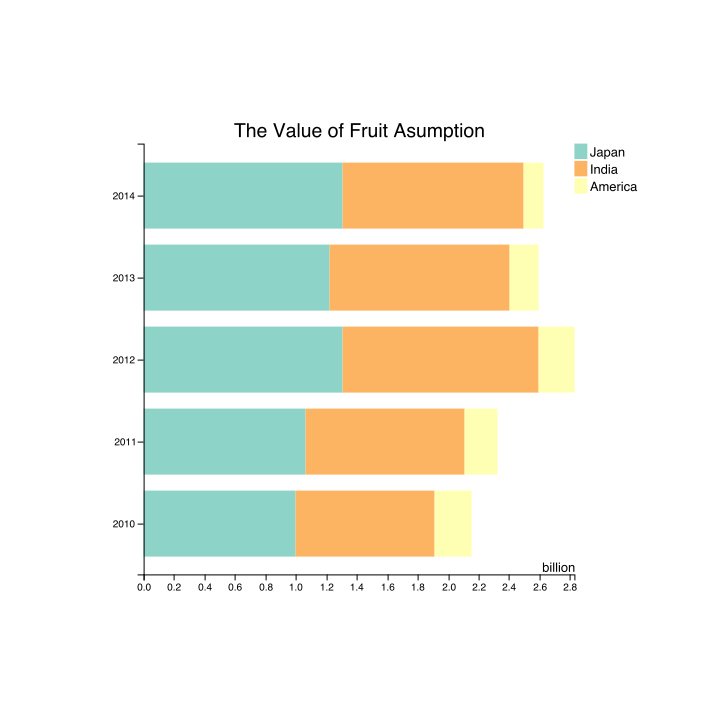 The Value of Fruit Asumption
Japan
India
America
2014
2013
2012
2011
2010
billion
0.0 0.2 0.4 0.6 0.8 1.0 1.2 1.4 1.6 1.8 2.0 2.2 2.4 2.6 2.8